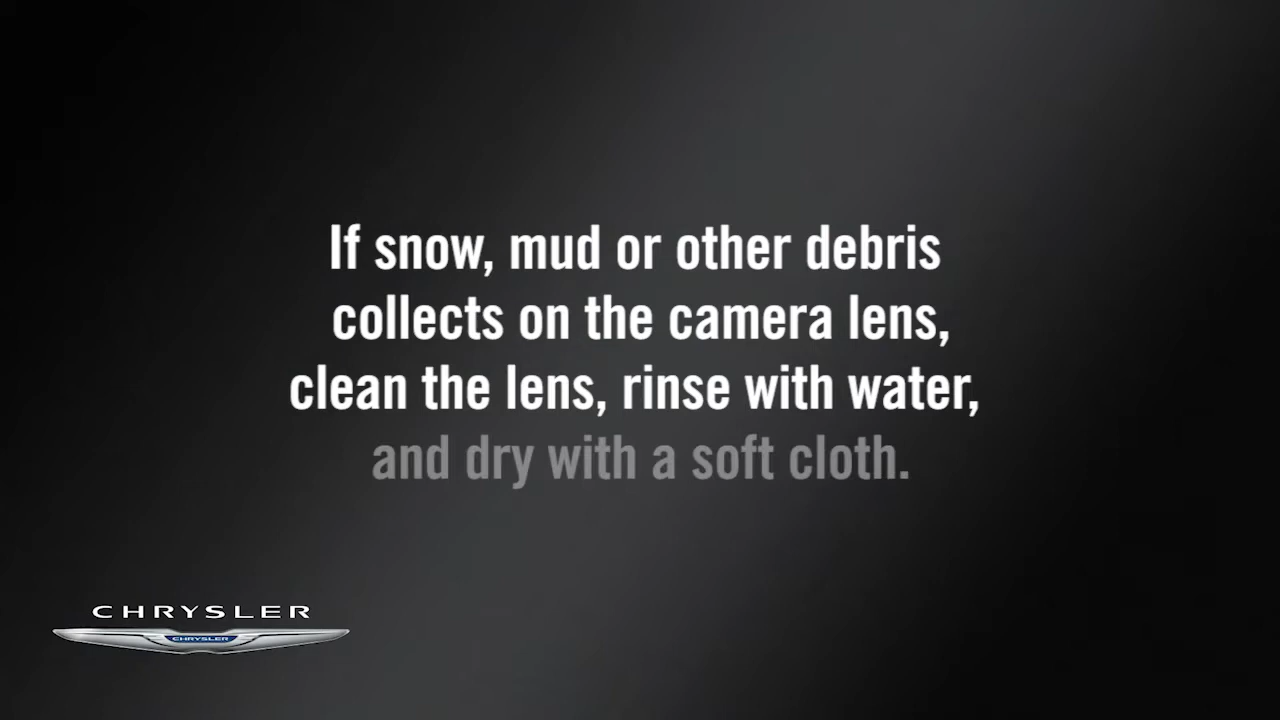 If snow, mud or other debris
collects on the camera lens,
clean the lens, rinse with water,
and dry with a soft cloth.
CHRYSLER
CHRYSLER